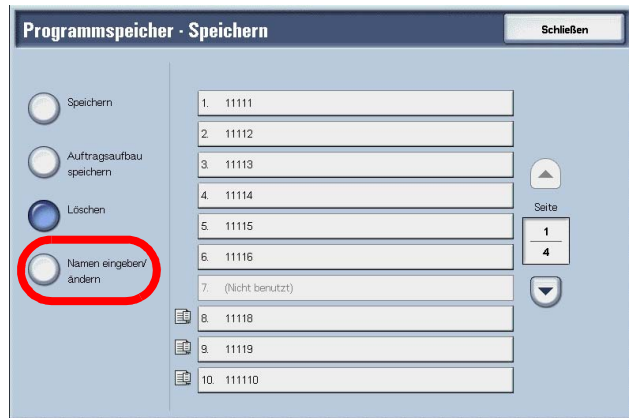 Programmspeicher · Speichern
Schließen
Speichern
Auftragsaufbau
speichern
Löschen
Namen eingeben/
ändern
1. 11111
2. 11112
3. 11113
4. 11114
5. 11115
6. 11116
7. (Nicht benutzt)
8. 11118
9. 11119
10. 111110
Seite
1
4